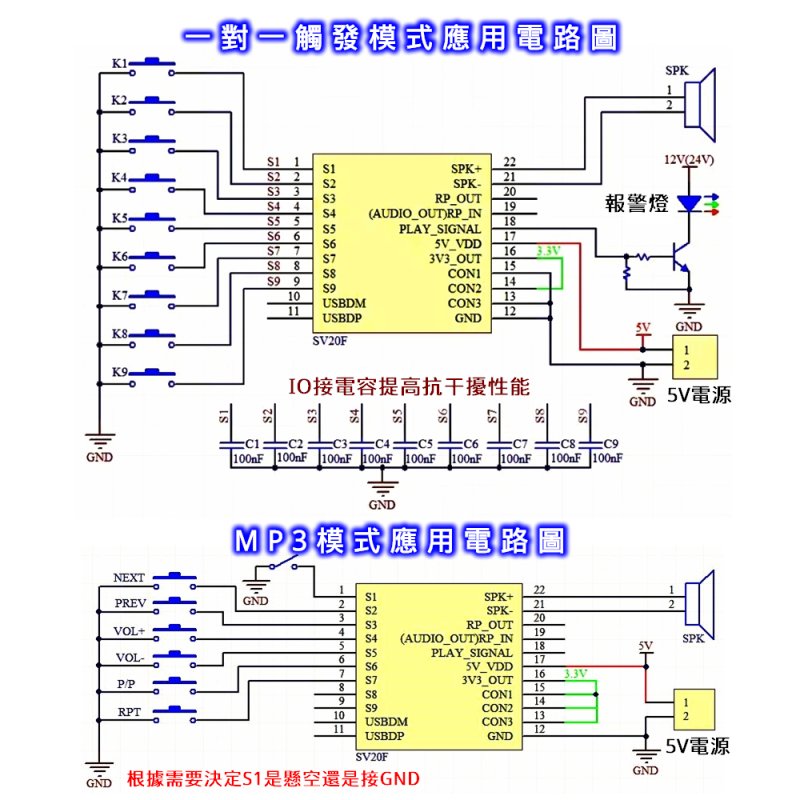 一對一觸發模式應用電路圖
K1
K2
K3
K4
K5
K6
K7
K8
K9
GND
S1 1 S1
S2 2 S2
S3 3 S3
S4 4 S4
S5 5 S5
S6 6 S6
S7 7 S7
S8 8 S8
S9 9 S9
10 USBDM
11 USBDP
SV20F
SPK+ 22
SPK- 21
RP_OUT 20
(AUDIO_OUT)RP_IN 19
PLAY_SIGNAL 18
5V_VDD 17
3V3_OUT 16
CON1 15
CON2 14
CON3 13
GND 12
3.3V
SPK
1
2
12V(24V)
報警燈
GND
5V
1
2
GND
5V電源
IO接電容提高抗干擾性能
S1 S2 S3 S4 S5 S6 S7 S8 S9
C1 C2 C3 C4 C5 C6 C7 C8 C9
100nF 100nF 100nF 100nF 100nF 100nF 100nF 100nF 100nF
GND
MP3模式應用電路圖
NEXT
PREV
VOL+
VOL-
P/P
RPT
GND
GND
1 S1
2 S2
3 S3
4 S4
5 S5
6 S6
7 S7
8 S8
9 S9
10 USBDM
11 USBDP
SV20F
SPK+ 22
SPK- 21
RP_OUT 20
(AUDIO_OUT)RP_IN 19
PLAY_SIGNAL 18
5V_VDD 17
3V3_OUT 16
CON1 15
CON2 14
CON3 13
GND 12
3.3V
1
2
SPK
5V
1
2
GND
5V電源
根據需要決定S1是懸空還是接GND